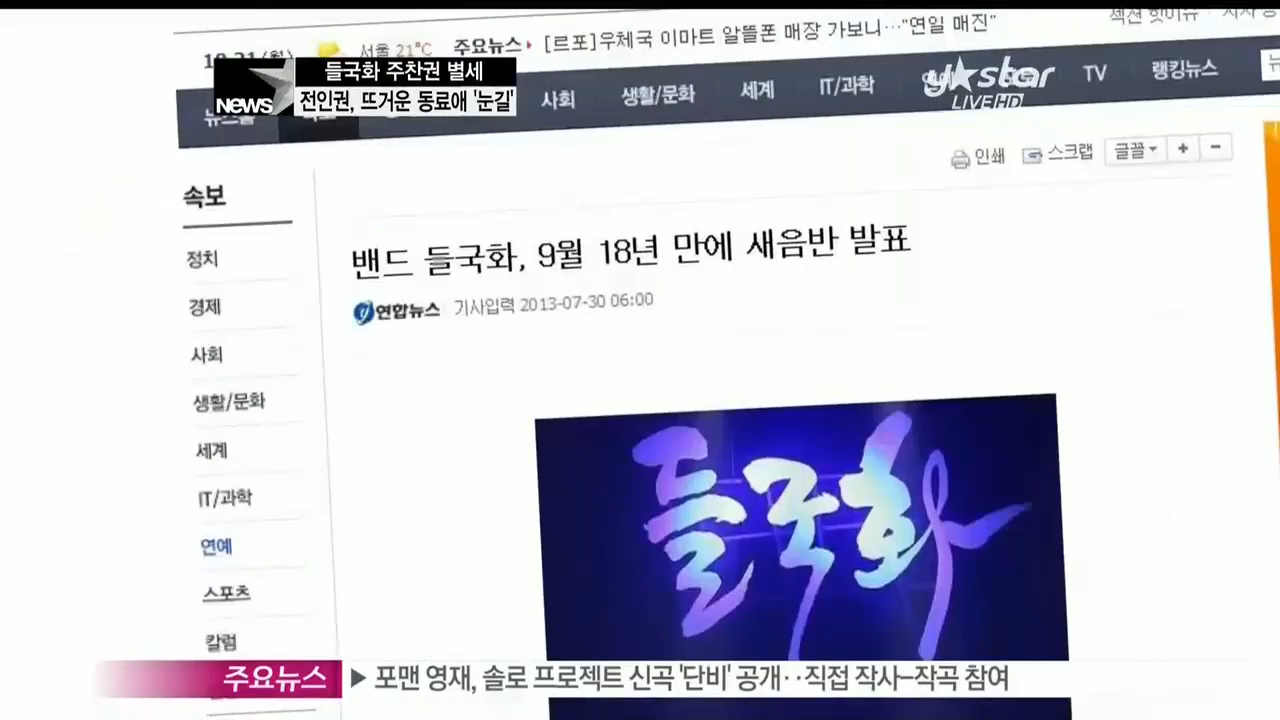 서울 21°C 주요뉴스 [르포]우체국 이마트 알뜰폰 매장 가보니…"연일 매진"
NEWS
들국화 주찬권 별세
전인권, 뜨거운 동료애 '눈길'
사회 생활/문화 세계 IT/과학 TV 랭킹뉴스
y★star
LIVE HD
인쇄 스크랩 글꼴 + -
속보
정치
경제
사회
생활/문화
세계
IT/과학
연예
스포츠
칼럼
밴드 들국화, 9월 18년 만에 새음반 발표
연합뉴스 기사입력 2013-07-30 06:00
들국화
주요뉴스 ▶ 포맨 영재, 솔로 프로젝트 신곡 '단비' 공개‥직접 작사-작곡 참여